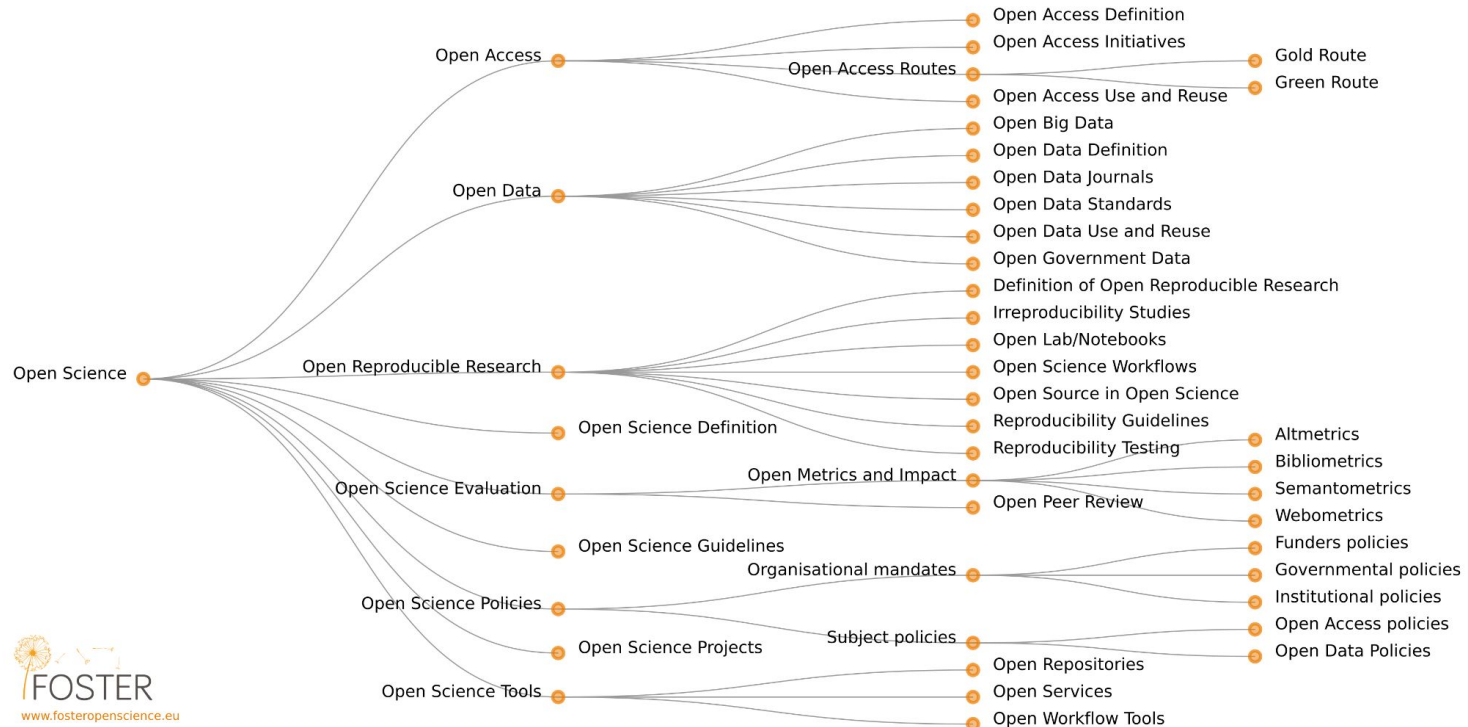 Open Science
Open Access
Open Access Definition
Open Access Initiatives
Open Access Routes
Gold Route
Green Route
Open Access Use and Reuse
Open Data
Open Big Data
Open Data Definition
Open Data Journals
Open Data Standards
Open Data Use and Reuse
Open Government Data
Open Reproducible Research
Definition of Open Reproducible Research
Irreproducibility Studies
Open Lab/Notebooks
Open Science Workflows
Open Source in Open Science
Reproducibility Guidelines
Reproducibility Testing
Open Science Definition
Open Science Evaluation
Open Metrics and Impact
Altmetrics
Bibliometrics
Semantometrics
Webometrics
Open Peer Review
Open Science Guidelines
Open Science Policies
Organisational mandates
Funders policies
Governmental policies
Institutional policies
Subject policies
Open Access policies
Open Data Policies
Open Science Projects
Open Science Tools
Open Repositories
Open Services
Open Workflow Tools
FOSTER
www.fosteropenscience.eu